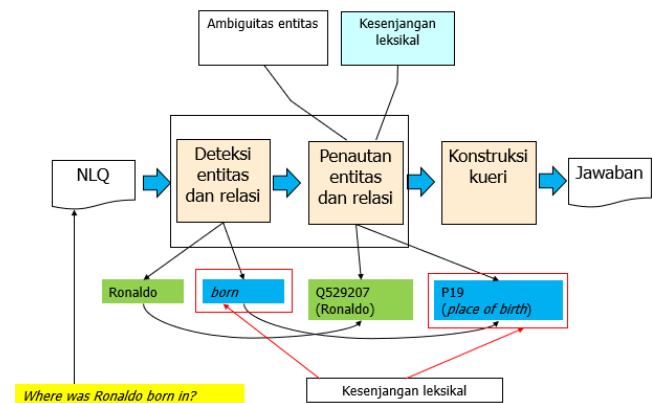 Ambiguitas entitas
Kesenjangan
leksikal
NLQ
Deteksi
entitas
dan relasi
Penautan
entitas
dan relasi
Konstruksi
kueri
Jawaban
Ronaldo
born
Q529207
(Ronaldo)
P19
(place of birth)
Where was Ronaldo born in?
Kesenjangan leksikal